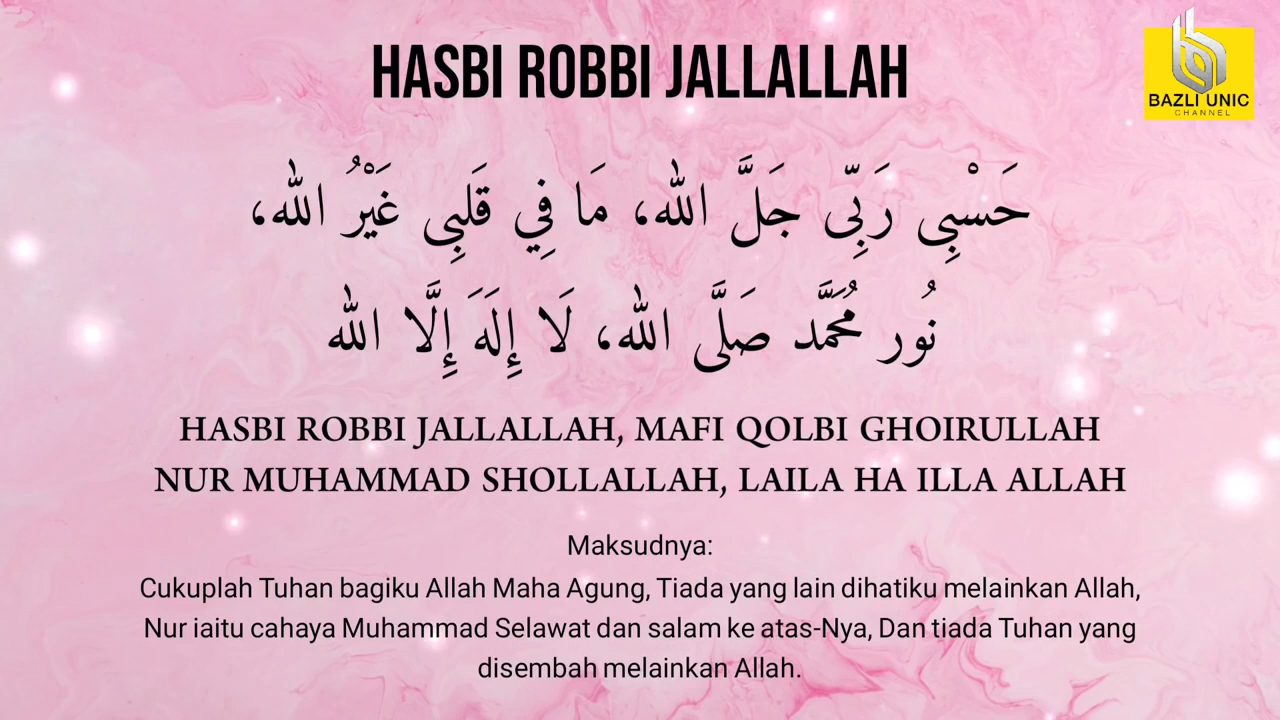 HASBI ROBBI JALLALLAH
BAZLI UNIC
CHANNEL
حَسْبِى رَبِّى جَلَّ الله، مَا فِي قَلبِى غَيْرُ الله،
نُور مُحَمَّد صَلَّى الله، لَا إِلَهَ إِلَّا الله
HASBI ROBBI JALLALLAH, MAFI QOLBI GHOIRULLAH
NUR MUHAMMAD SHOLLALLAH, LAILA HA ILLA ALLAH
Maksudnya:
Cukuplah Tuhan bagiku Allah Maha Agung, Tiada yang lain dihatiku melainkan Allah,
Nur iaitu cahaya Muhammad Selawat dan salam ke atas-Nya, Dan tiada Tuhan yang
disembah melainkan Allah.